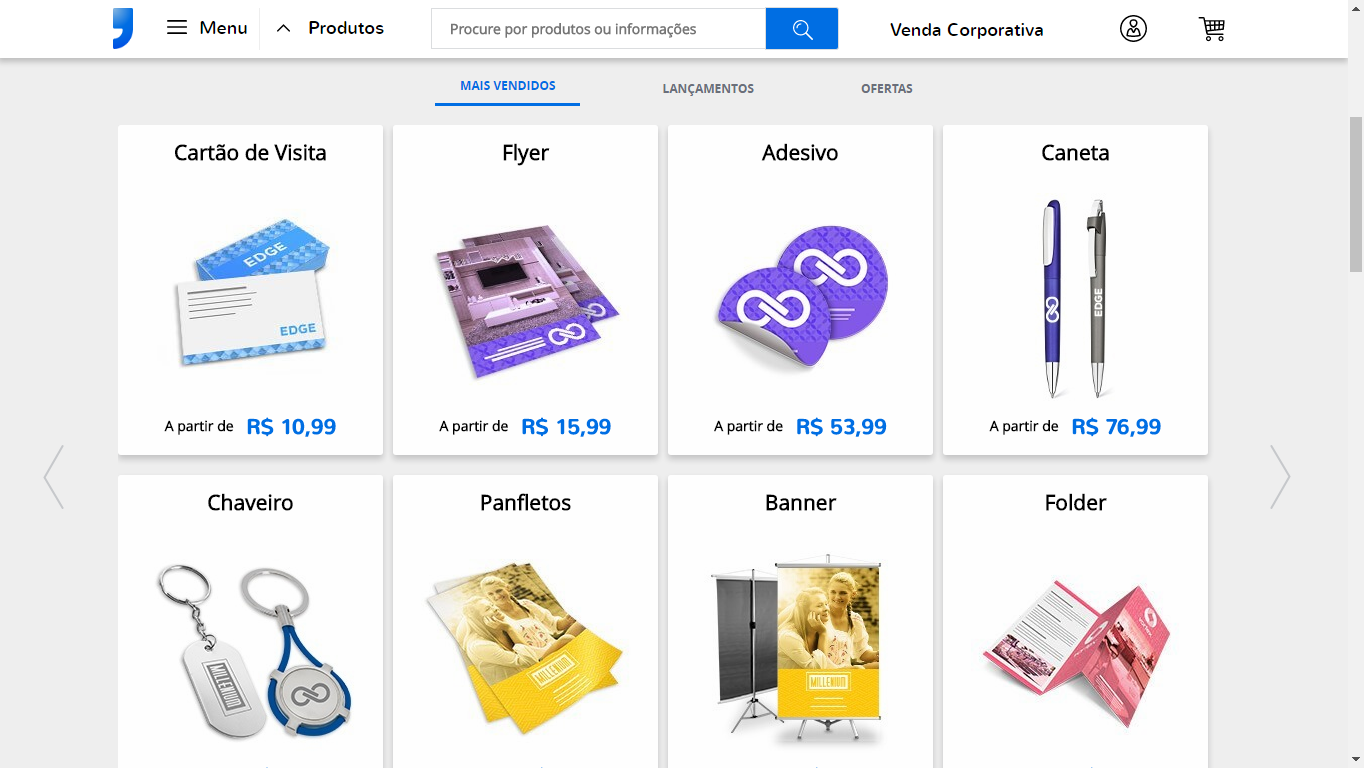 Menu
Produtos
Procure por produtos ou informações
Venda Corporativa
MAIS VENDIDOS
LANÇAMENTOS
OFERTAS
Cartão de Visita
Flyer
Adesivo
Caneta
EDGE
EDGE
EDGE
A partir de R$ 10,99
A partir de R$ 15,99
A partir de R$ 53,99
A partir de R$ 76,99
Chaveiro
Panfletos
Banner
Folder
MILLENIUM
MILLENIUM
MILLENIUM